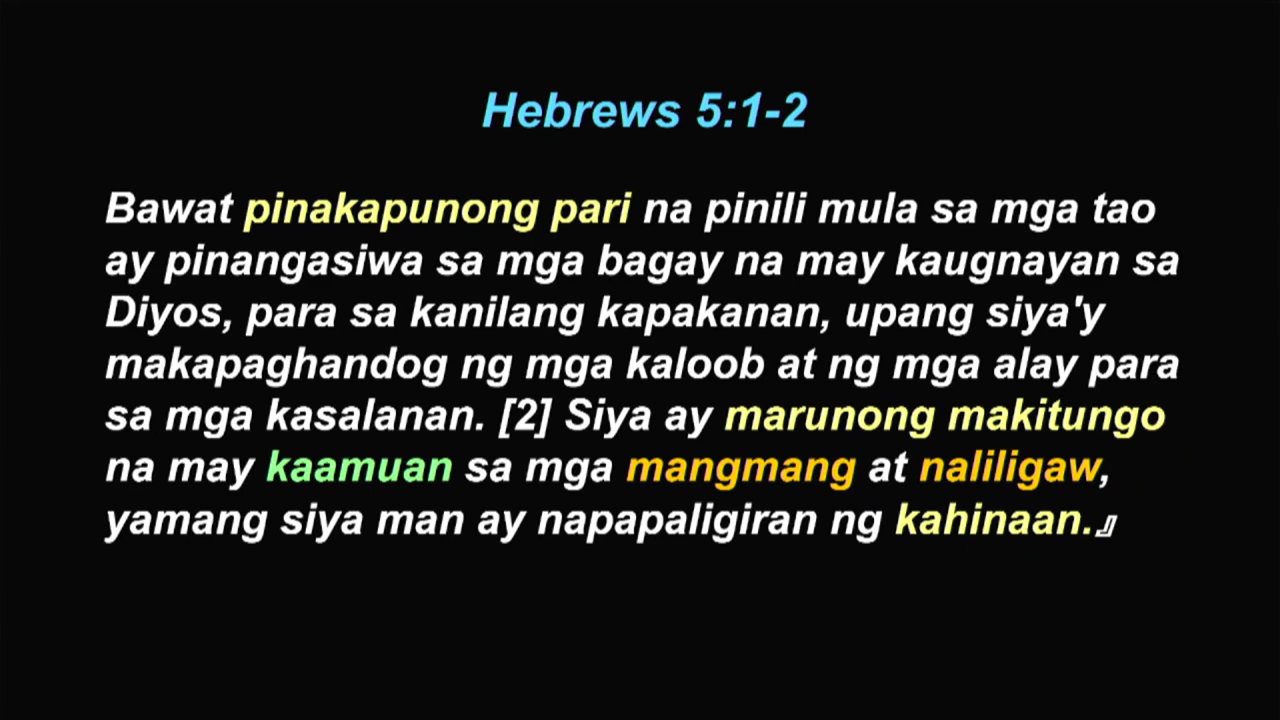 Hebrews 5:1-2
Bawat pinakapunong pari na pinili mula sa mga tao
ay pinangasiwa sa mga bagay na may kaugnayan sa
Diyos, para sa kanilang kapakanan, upang siya'y
makapaghandog ng mga kaloob at ng mga alay para
sa mga kasalanan. [2] Siya ay marunong makitungo
na may kaamuan sa mga mangmang at naliligaw,
yamang siya man ay napapaligiran ng kahinaan.』